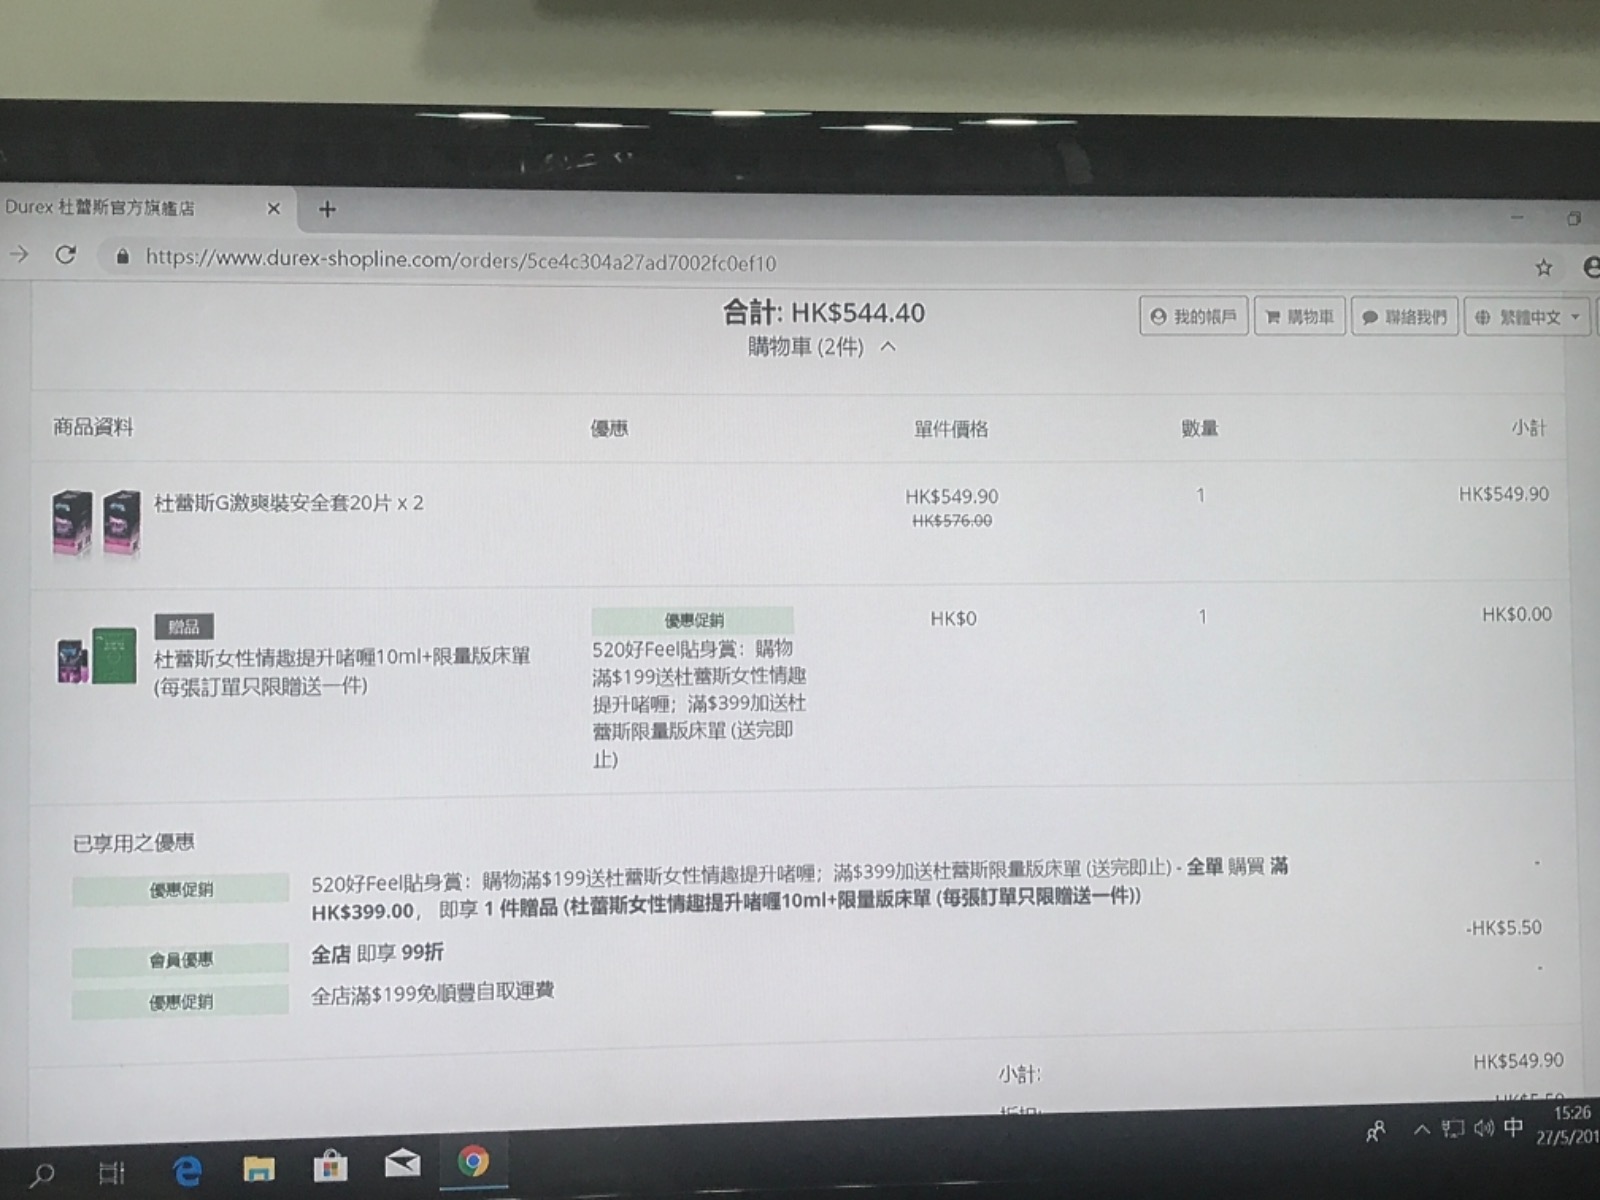 Durex 杜蕾斯官方旗艦店
https://www.durex-shopline.com/orders/5ce4c304a27ad7002fc0ef10
合計: HK$544.40
購物車 (2件)
我的帳戶
購物車
聯絡我們
繁體中文
商品資料 優惠 單件價格 數量 小計
杜蕾斯G激爽裝安全套20片 x 2
HK$549.90
HK$576.00
1
HK$549.90
贈品
杜蕾斯女性情趣提升啫喱10ml+限量版床單
(每張訂單只限贈送一件)
優惠促銷
520好Feel貼身賞：購物
滿$199送杜蕾斯女性情趣
提升啫喱；滿$399加送杜
蕾斯限量版床單 (送完即
止)
HK$0
1
HK$0.00
已享用之優惠
優惠促銷
520好Feel貼身賞：購物滿$199送杜蕾斯女性情趣提升啫喱；滿$399加送杜蕾斯限量版床單 (送完即止) - 全單 購買 滿
HK$399.00， 即享 1 件贈品 (杜蕾斯女性情趣提升啫喱10ml+限量版床單 (每張訂單只限贈送一件))
-
會員優惠
全店 即享 99折
-HK$5.50
優惠促銷
全店滿$199免順豐自取運費
-
小計:
HK$549.90
中
15:26
27/5/201